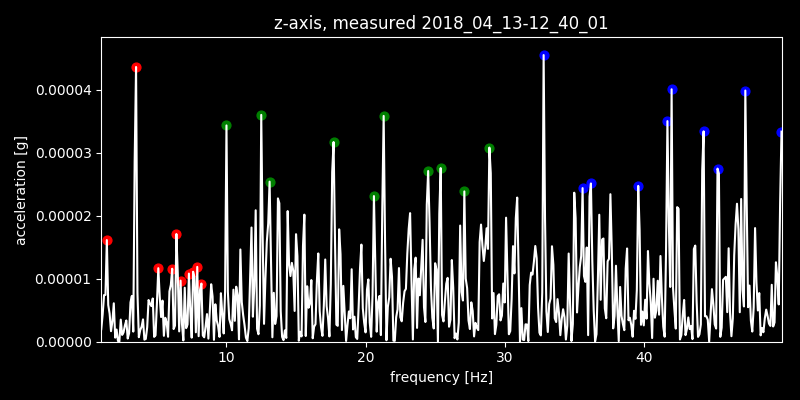 z-axis, measured 2018_04_13-12_40_01
acceleration [g]
0.00004
0.00003
0.00002
0.00001
0.00000
10 20 30 40
frequency [Hz]